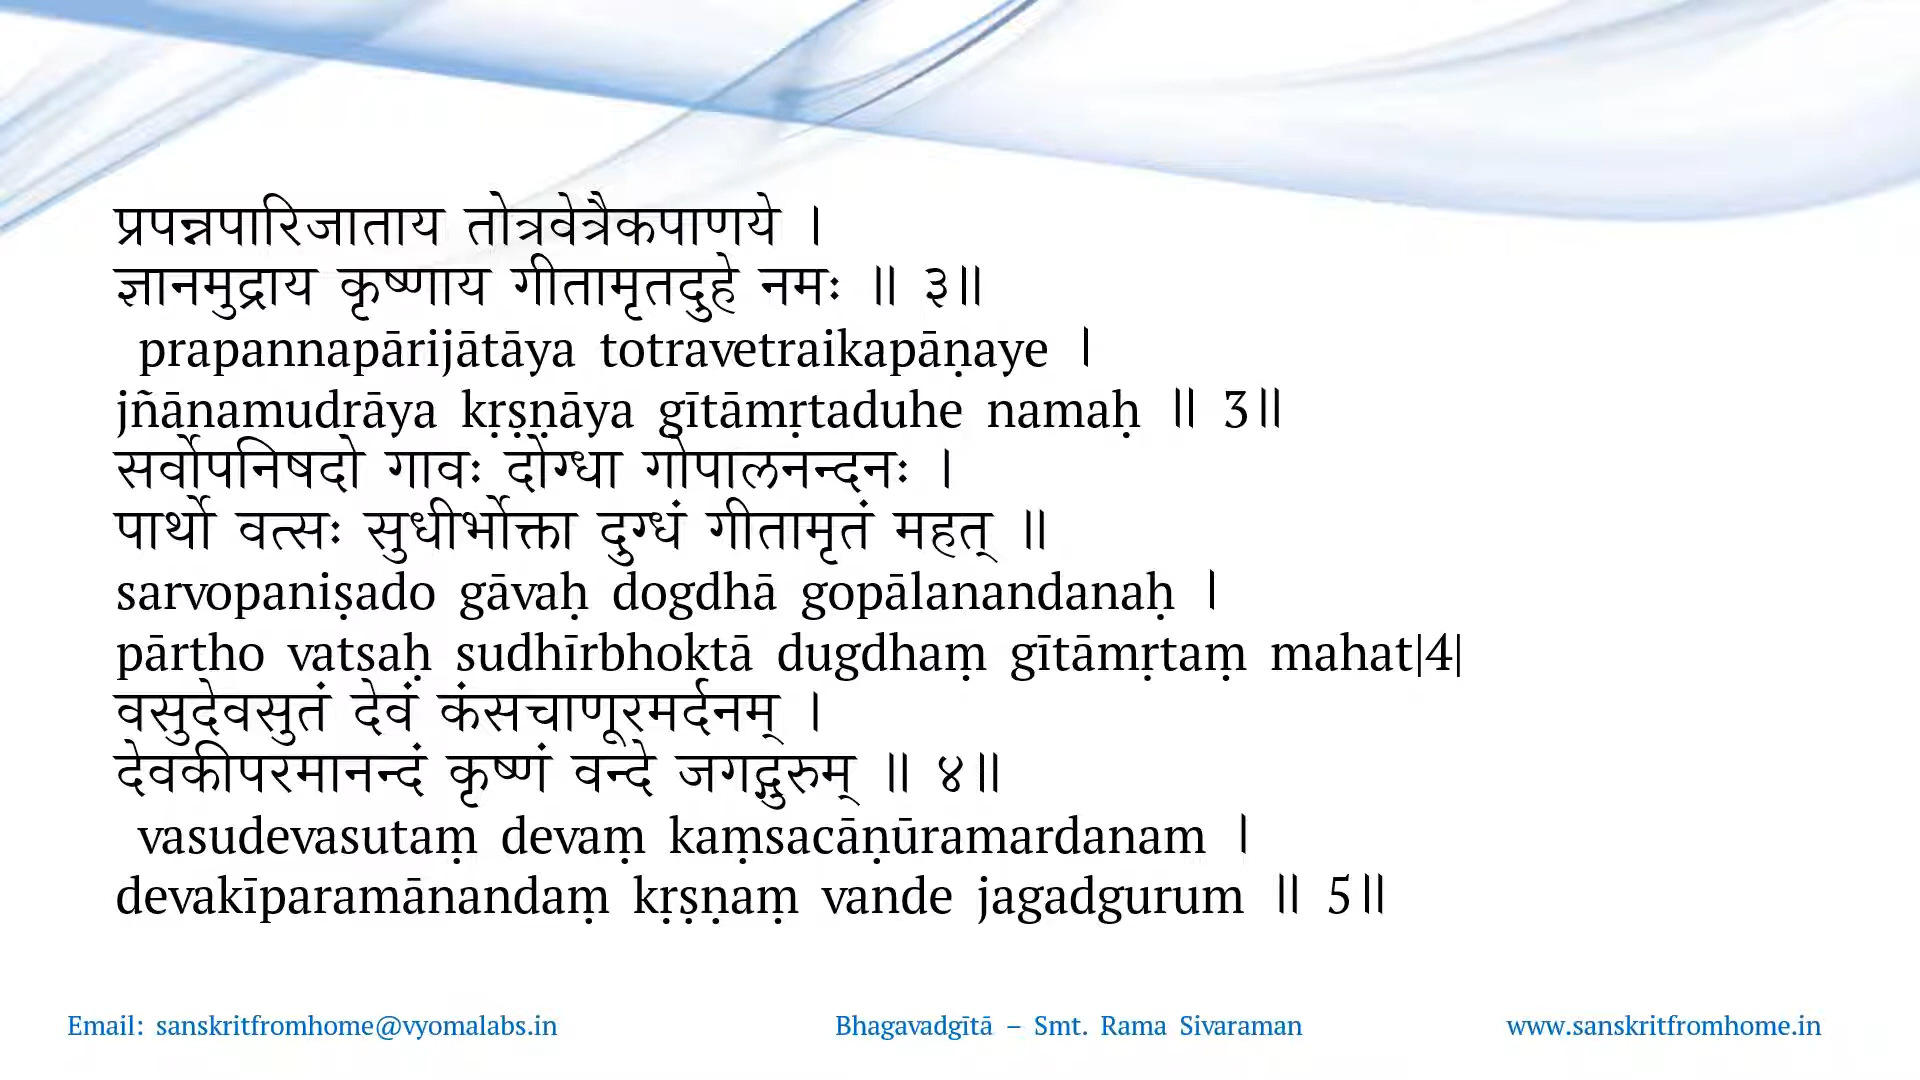 प्रपन्नपारिजाताय तोत्रवेत्रैकपाणये ।
ज्ञानमुद्राय कृष्णाय गीतामृतदुहे नमः ॥ ३॥
prapannapārijātāya totravetraikapāṇaye ।
jñānamudrāya kṛṣṇāya gītāmṛtaduhe namaḥ ॥ 3॥
सर्वोपनिषदो गावः दोग्धा गोपालनन्दनः ।
पार्थो वत्सः सुधीर्भोक्ता दुग्धं गीतामृतं महत् ॥
sarvopaniṣado gāvaḥ dogdhā gopālanandanaḥ ।
pārtho vatsaḥ sudhīrbhoktā dugdhaṃ gītāmṛtaṃ mahat|4|
वसुदेवसुतं देवं कंसचाणूरमर्दनम् ।
देवकीपरमानन्दं कृष्णं वन्दे जगद्गुरुम् ॥ ४॥
vasudevasutaṃ devaṃ kaṃsacāṇūramardanam ।
devakīparamānandaṃ kṛṣṇaṃ vande jagadgurum ॥ 5॥
Email: sanskritfromhome@vyomalabs.in Bhagavadgītā – Smt. Rama Sivaraman www.sanskritfromhome.in